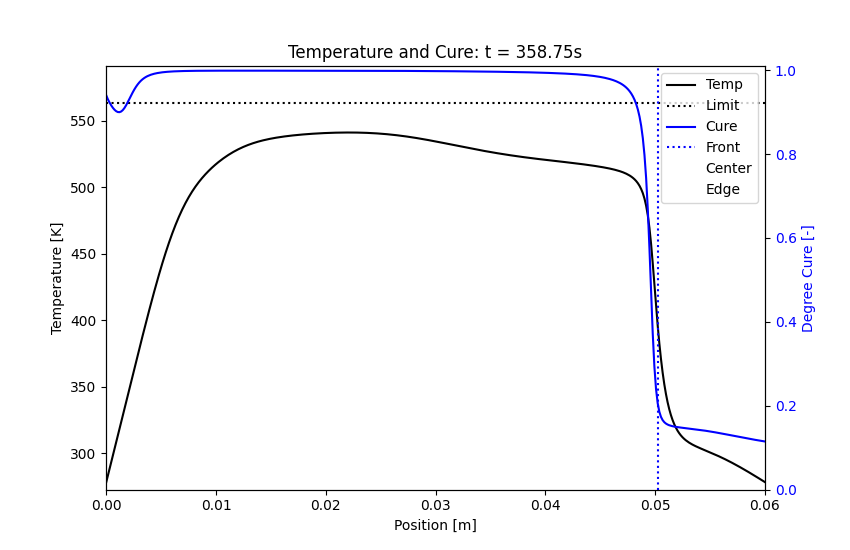 Temperature and Cure: t = 358.75s
Temp
Limit
Cure
Front
Center
Edge
Temperature [K]
550
500
450
400
350
300
Degree Cure [-]
1.0
0.8
0.6
0.4
0.2
0.0
0.00 0.01 0.02 0.03 0.04 0.05 0.06
Position [m]